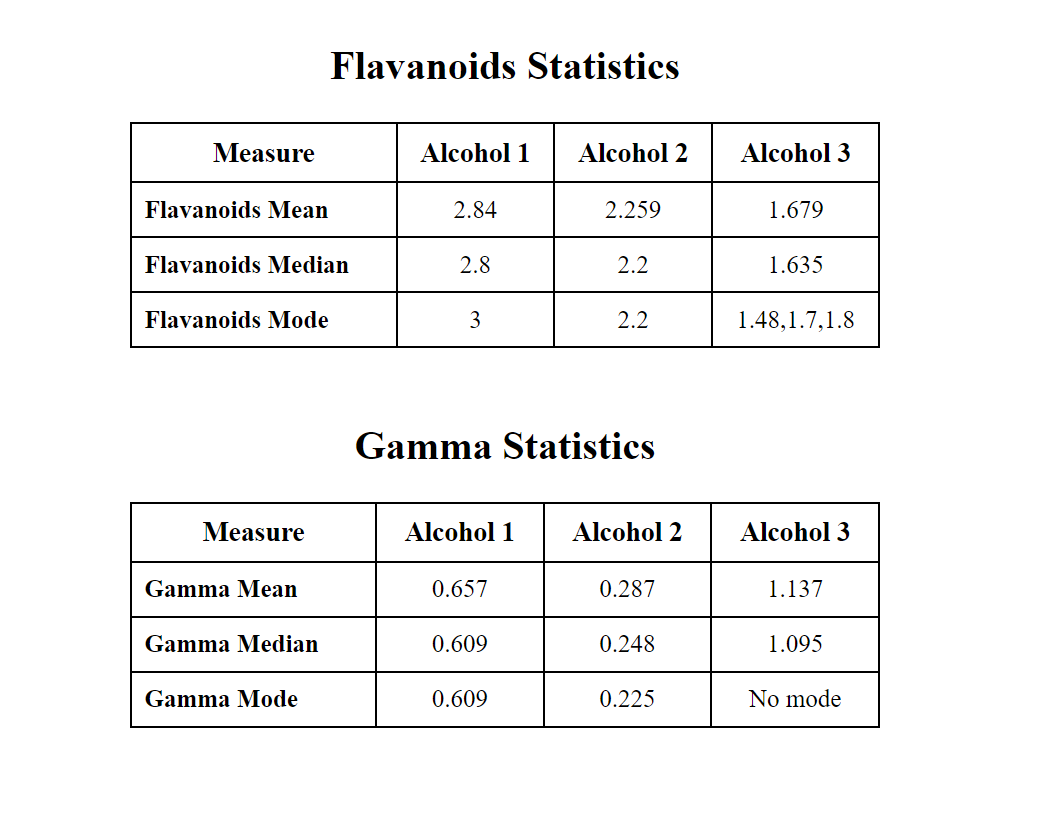 Flavanoids Statistics
Measure Alcohol 1 Alcohol 2 Alcohol 3
Flavanoids Mean 2.84 2.259 1.679
Flavanoids Median 2.8 2.2 1.635
Flavanoids Mode 3 2.2 1.48,1.7,1.8
Gamma Statistics
Measure Alcohol 1 Alcohol 2 Alcohol 3
Gamma Mean 0.657 0.287 1.137
Gamma Median 0.609 0.248 1.095
Gamma Mode 0.609 0.225 No mode